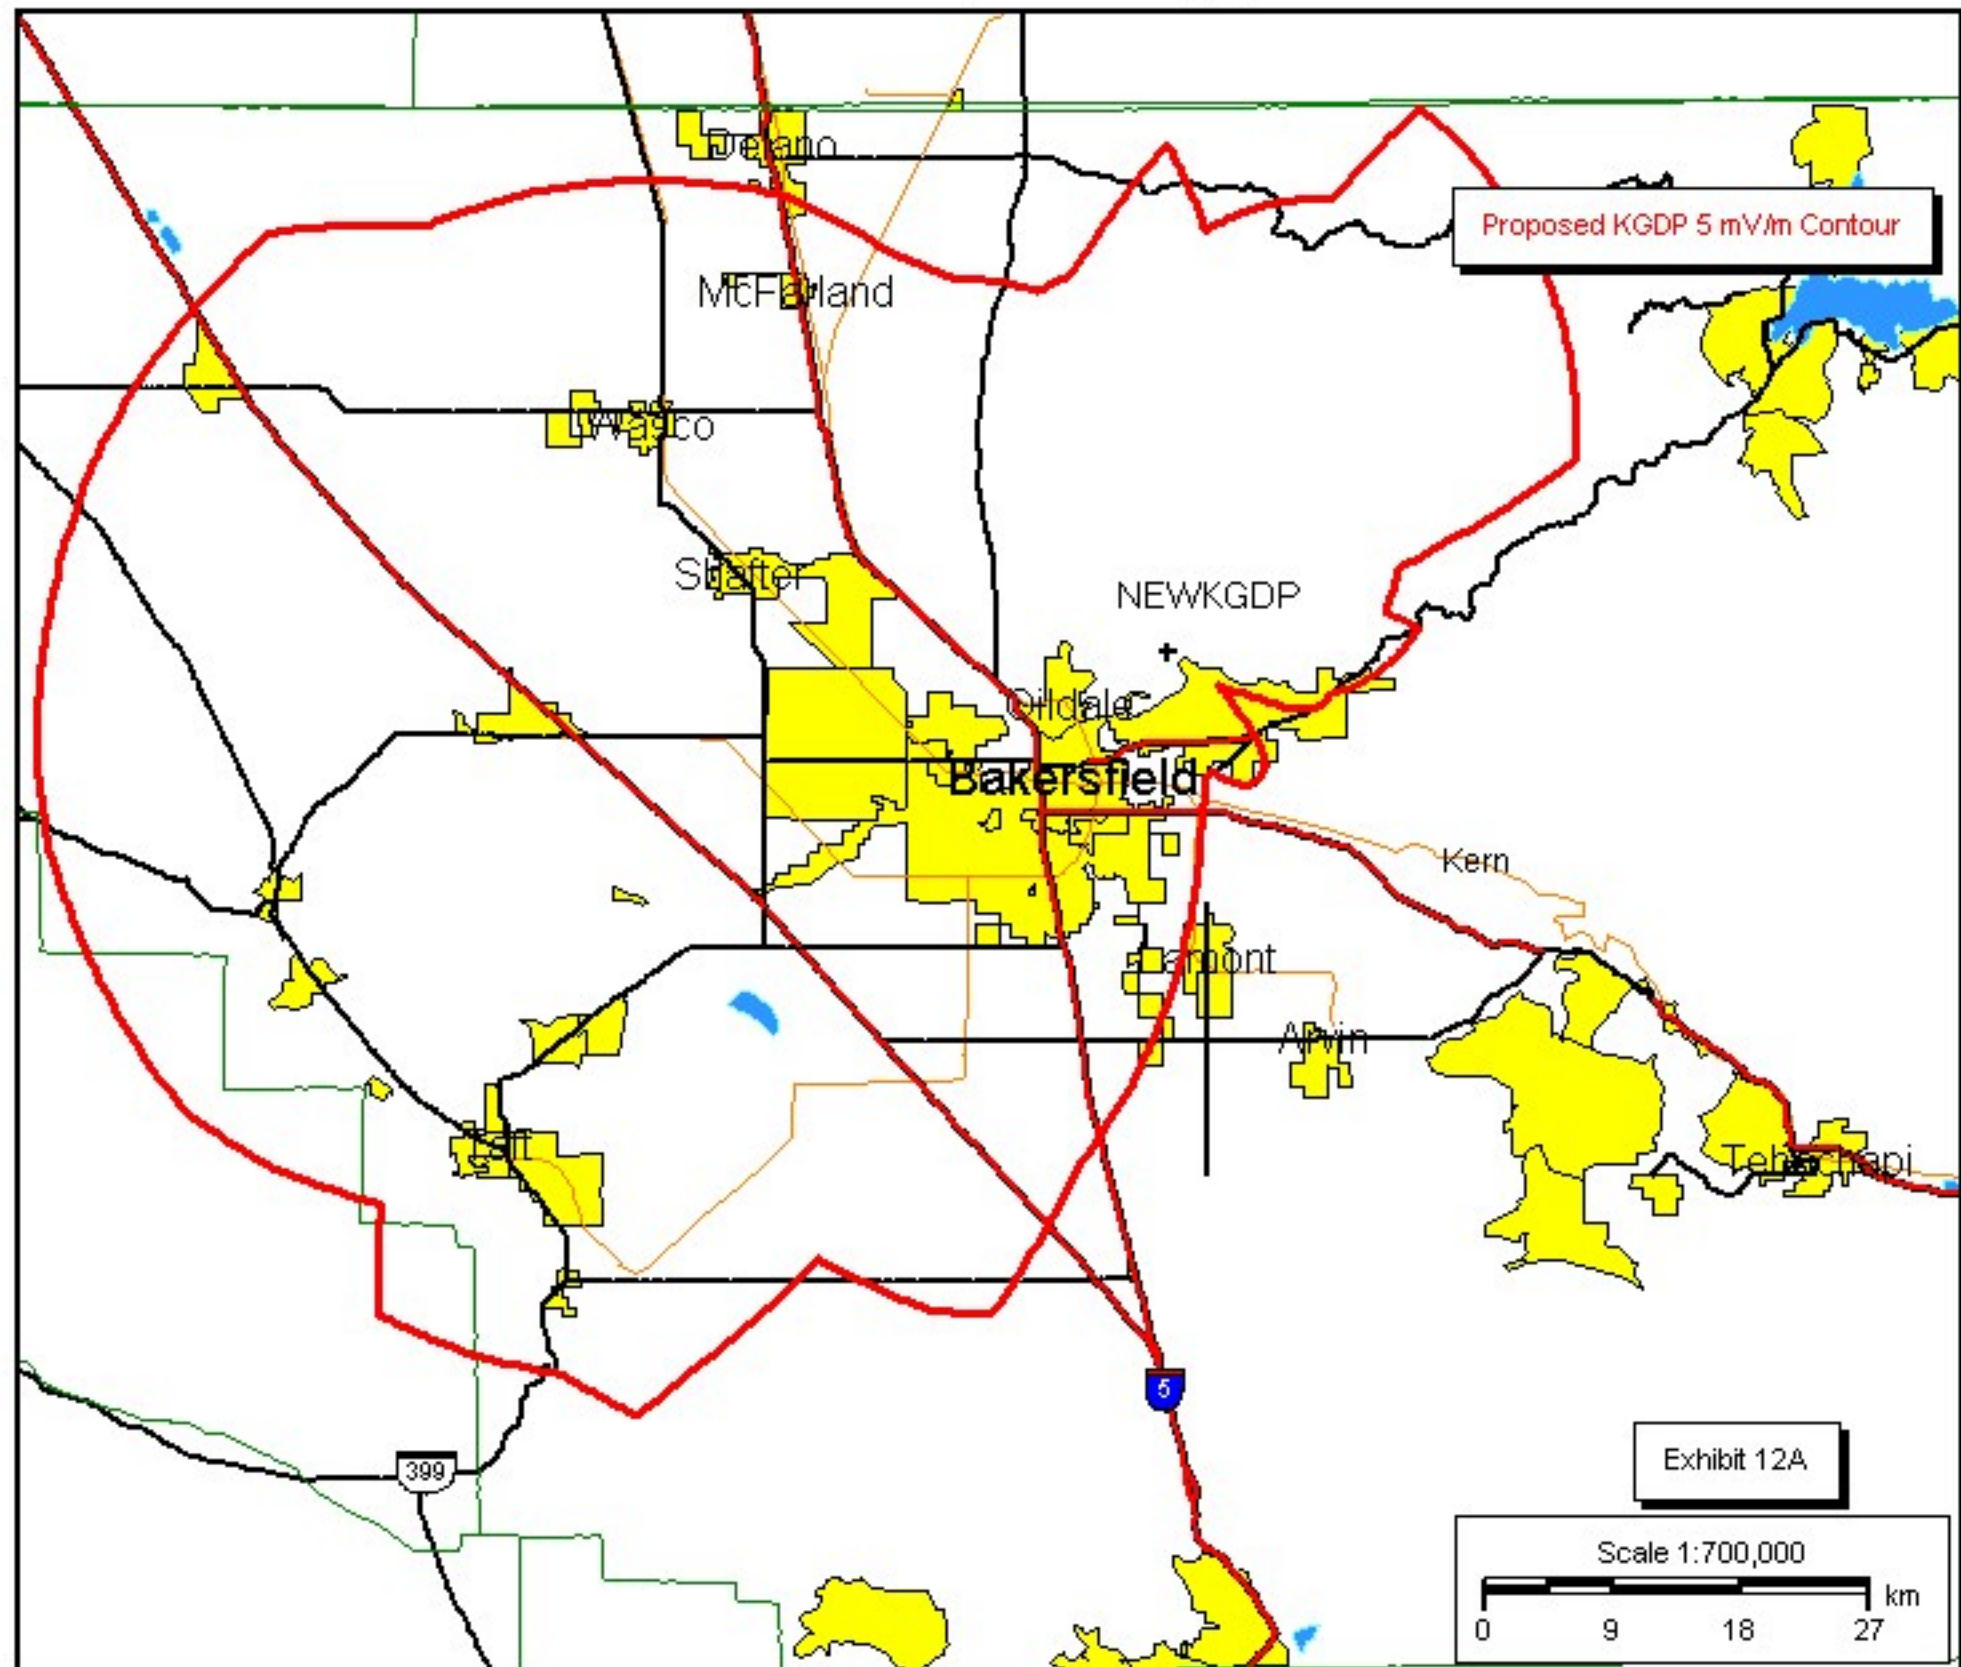 Delano
Proposed KGDP 5 mV/m Contour
McFarland
Wasco
Shafter
NEWKGDP
Oildale
Bakersfield
Kern
Lamont
Arvin
Taft
Tehachapi
5
399
Exhibit 12A
Scale 1:700,000
km
0 9 18 27